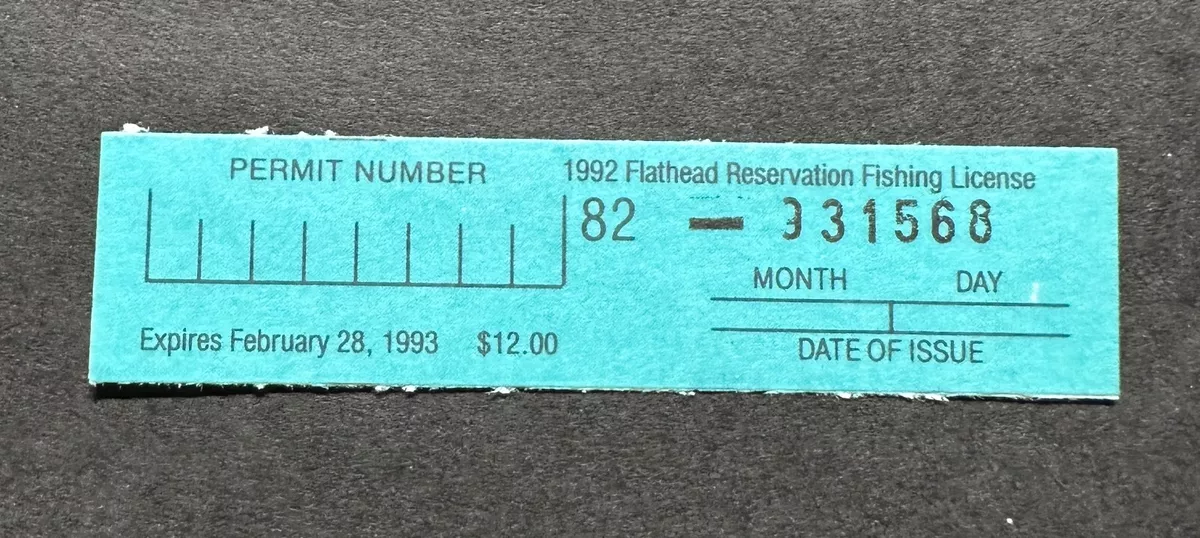 PERMIT NUMBER
1992 Flathead Reservation Fishing License
82 – 931568
MONTH DAY
Expires February 28, 1993 $12.00
DATE OF ISSUE